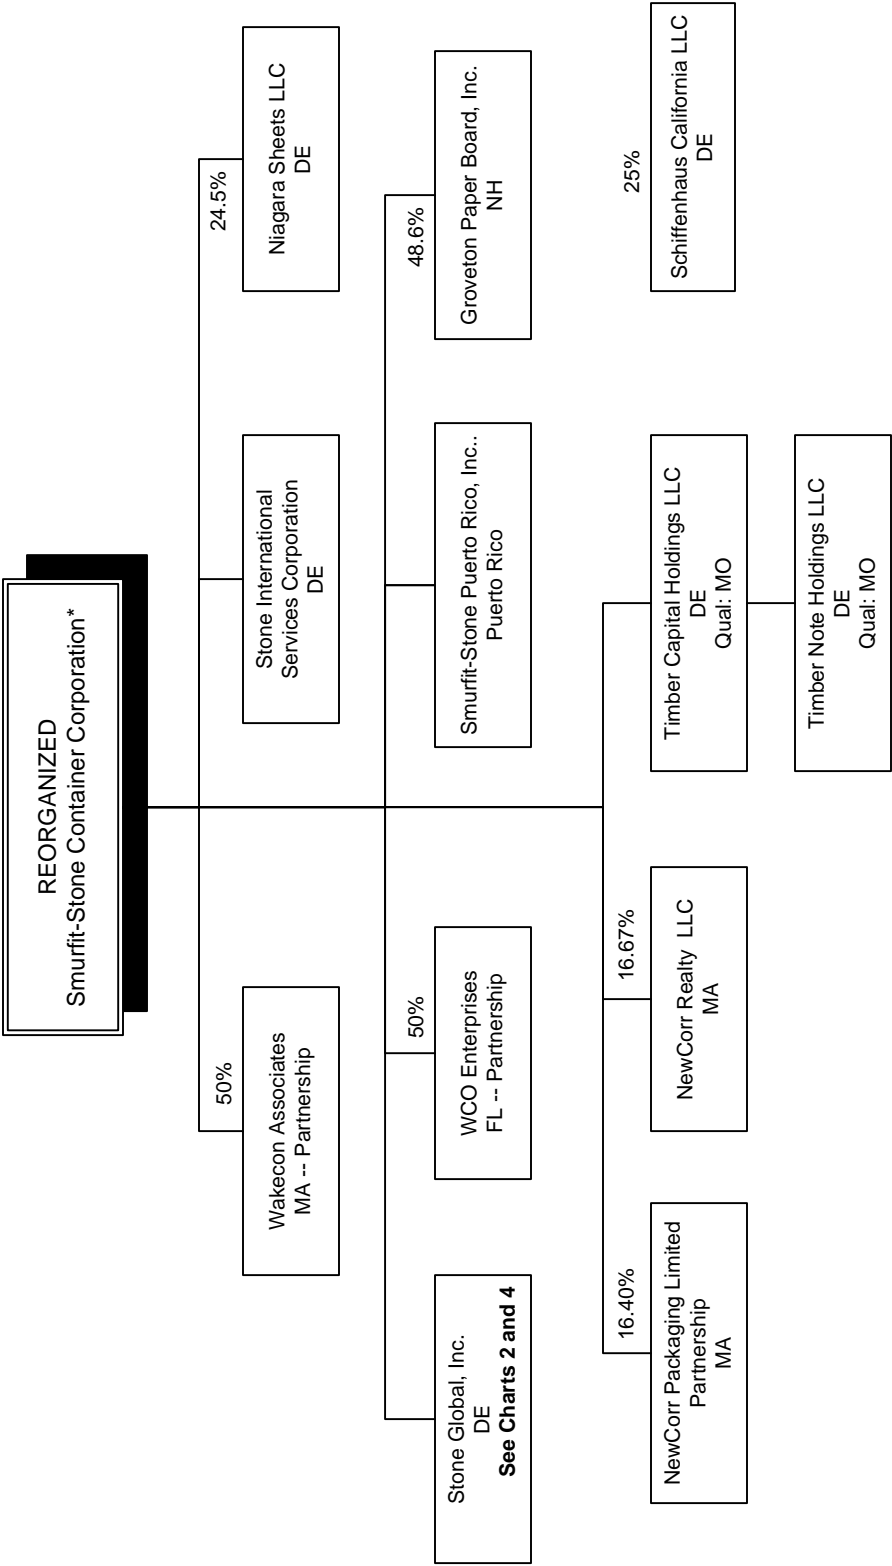 REORGANIZED
Smurfit-Stone Container Corporation*
50%
Wakecon Associates
MA -- Partnership
Stone International
Services Corporation
DE
24.5%
Niagara Sheets LLC
DE
Stone Global, Inc.
DE
See Charts 2 and 4
50%
WCO Enterprises
FL -- Partnership
Smurfit-Stone Puerto Rico, Inc..
Puerto Rico
48.6%
Groveton Paper Board, Inc.
NH
16.40%
NewCorr Packaging Limited
Partnership
MA
16.67%
NewCorr Realty LLC
MA
Timber Capital Holdings LLC
DE
Qual: MO
25%
Schiffenhaus California LLC
DE
Timber Note Holdings LLC
DE
Qual: MO